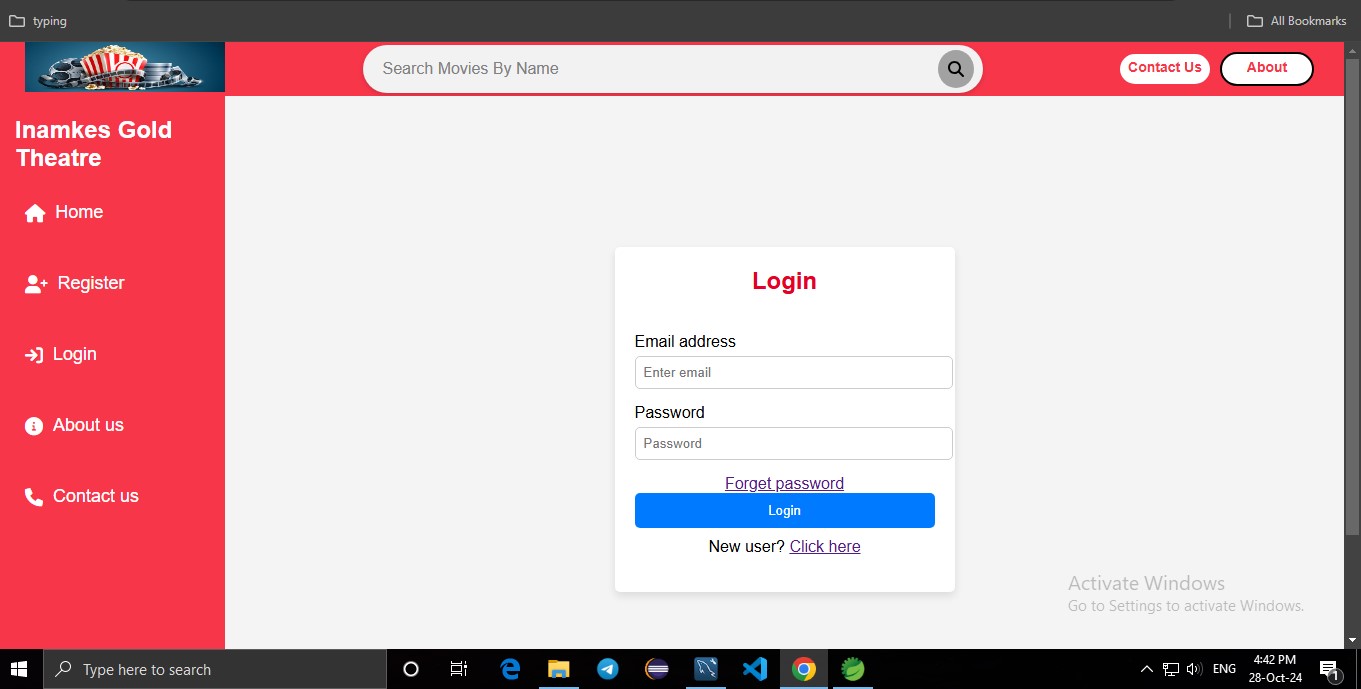 typing
All Bookmarks
Search Movies By Name
Contact Us
About
Inamkes Gold
Theatre
Home
Register
Login
About us
Contact us
Login
Email address
Enter email
Password
Password
Forget password
Login
New user? Click here
Activate Windows
Go to Settings to activate Windows.
Type here to search
ENG
4:42 PM
28-Oct-24
1